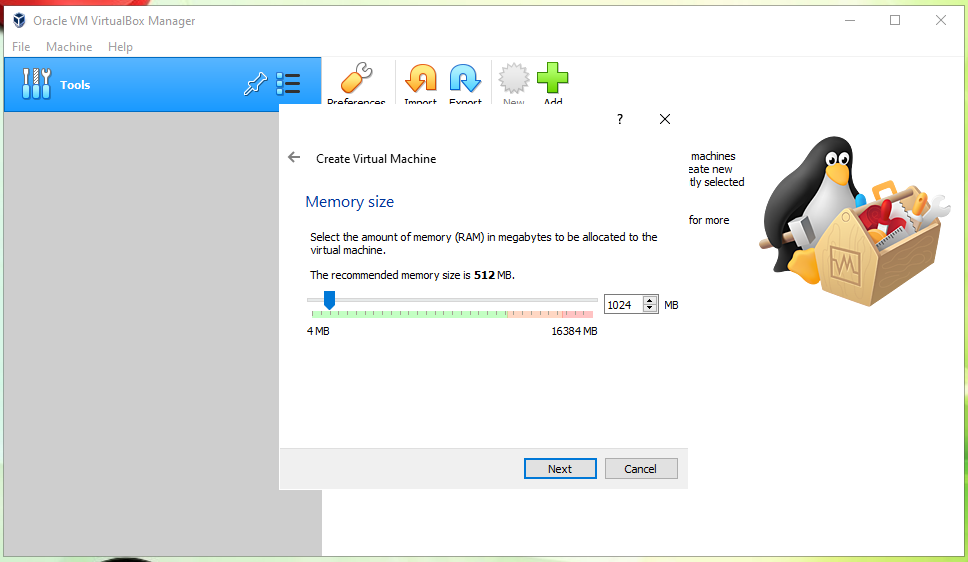 Oracle VM VirtualBox Manager
File Machine Help
Tools
Preferences Import Export New Add
?
Create Virtual Machine
machines
eate new
tly selected
for more
Memory size
Select the amount of memory (RAM) in megabytes to be allocated to the
virtual machine.
The recommended memory size is 512 MB.
1024 MB
4 MB 16384 MB
Next Cancel